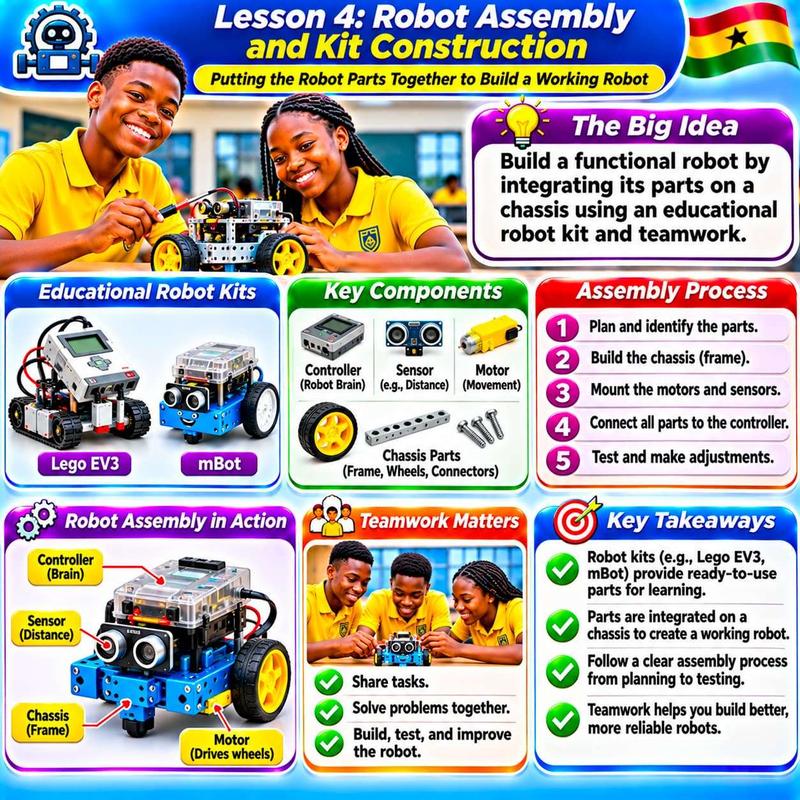 Lesson 4: Robot Assembly
and Kit Construction
Putting the Robot Parts Together to Build a Working Robot
The Big Idea
Build a functional robot by
integrating its parts on a
chassis using an educational
robot kit and teamwork.
Educational Robot Kits
Lego EV3
mBot
Key Components
Controller
(Robot Brain)
Sensor
(e.g., Distance)
Motor
(Movement)
Chassis Parts
(Frame, Wheels, Connectors)
Assembly Process
1 Plan and identify the parts.
2 Build the chassis (frame).
3 Mount the motors and sensors.
4 Connect all parts to the controller.
5 Test and make adjustments.
Robot Assembly in Action
Controller
(Brain)
Sensor
(Distance)
Chassis
(Frame)
Motor
(Drives wheels)
Teamwork Matters
Share tasks.
Solve problems together.
Build, test, and improve
the robot.
Key Takeaways
Robot kits (e.g., Lego EV3,
mBot) provide ready-to-use
parts for learning.
Parts are integrated on a
chassis to create a working robot.
Follow a clear assembly process
from planning to testing.
Teamwork helps you build better,
more reliable robots.